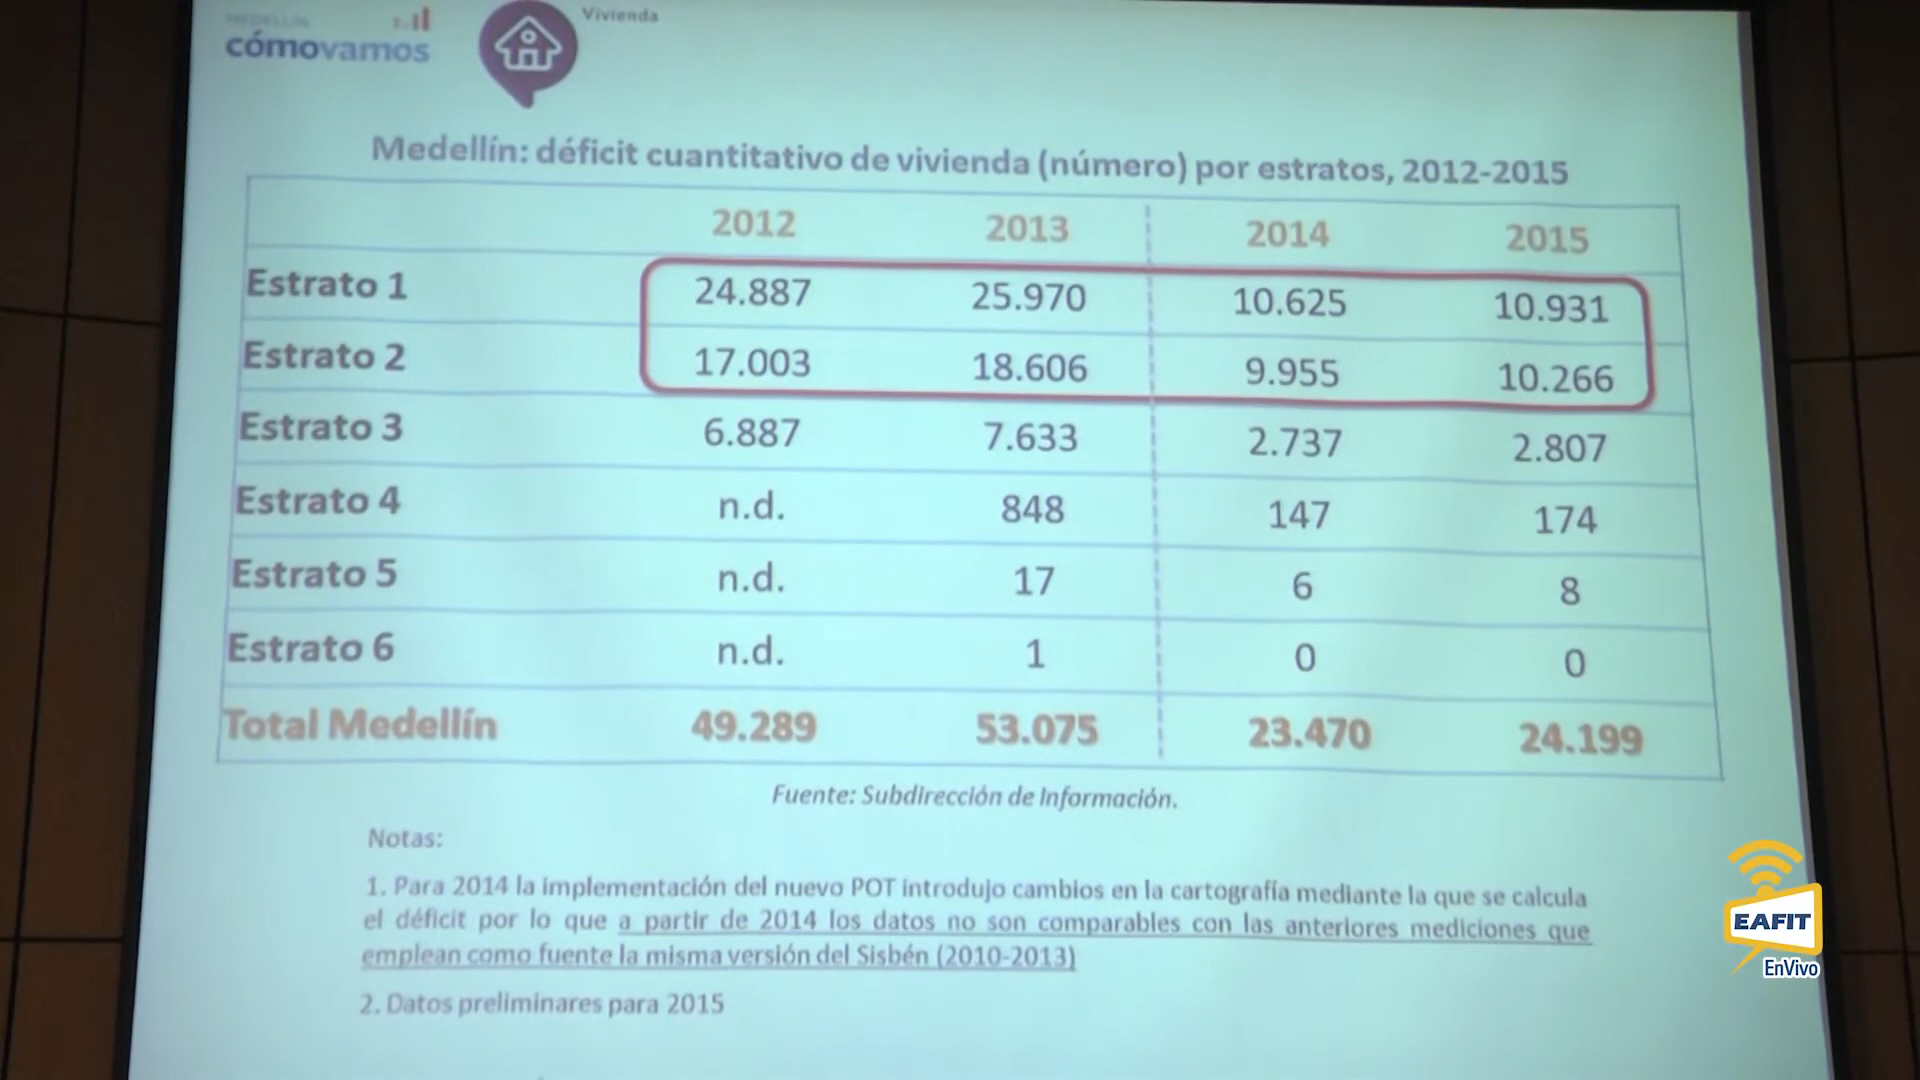 MEDELLÍN
cómovamos
Vivienda
Medellín: déficit cuantitativo de vivienda (número) por estratos, 2012-2015
2012 2013 2014 2015
Estrato 1 24.887 25.970 10.625 10.931
Estrato 2 17.003 18.606 9.955 10.266
Estrato 3 6.887 7.633 2.737 2.807
Estrato 4 n.d. 848 147 174
Estrato 5 n.d. 17 6 8
Estrato 6 n.d. 1 0 0
Total Medellín 49.289 53.075 23.470 24.199
Fuente: Subdirección de Información.
Notas:
1. Para 2014 la implementación del nuevo POT introdujo cambios en la cartografía mediante la que se calcula
el déficit por lo que a partir de 2014 los datos no son comparables con las anteriores mediciones que
emplean como fuente la misma versión del Sisbén (2010-2013)
2. Datos preliminares para 2015
EAFIT
EnVivo